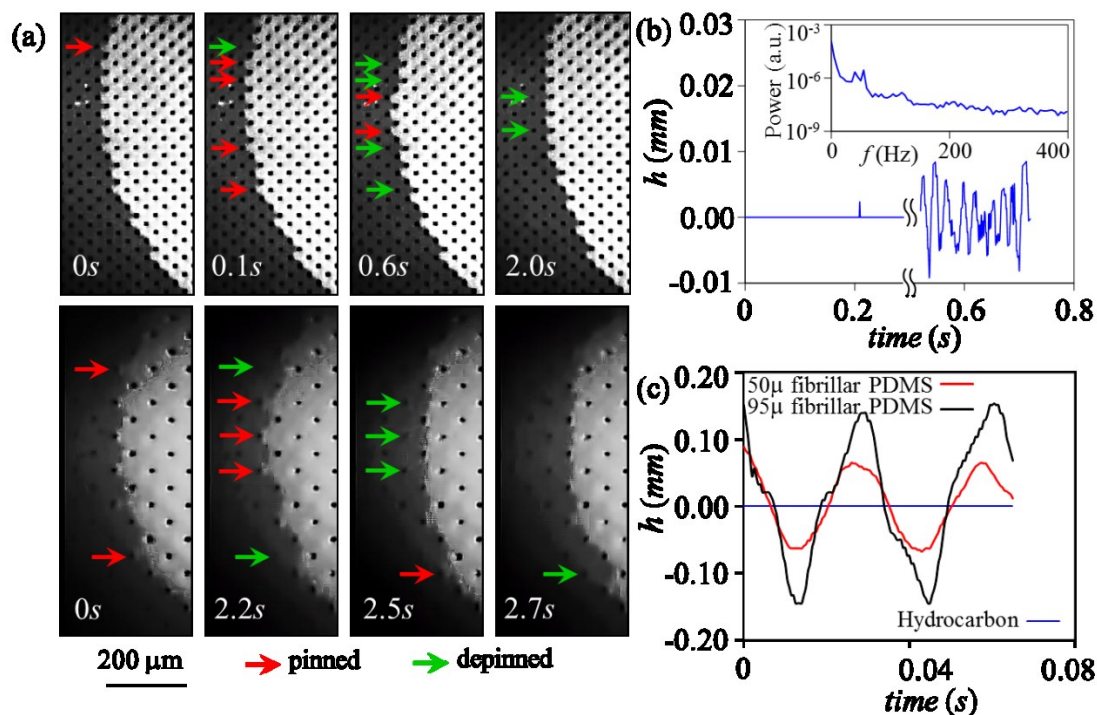 (a)
0s
0.1s
0.6s
2.0s
0s
2.2s
2.5s
2.7s
200 μm
pinned
depinned
(b)
h (mm)
0.03
0.02
0.01
0.00
-0.01
0
0.2
0.6
0.8
time (s)
Power (a.u.)
10-3
10-6
10-9
0
200
400
f (Hz)
(c)
h (mm)
0.20
0.10
0.00
-0.10
-0.20
50μ fibrillar PDMS
95μ fibrillar PDMS
Hydrocarbon
0
0.04
0.08
time (s)